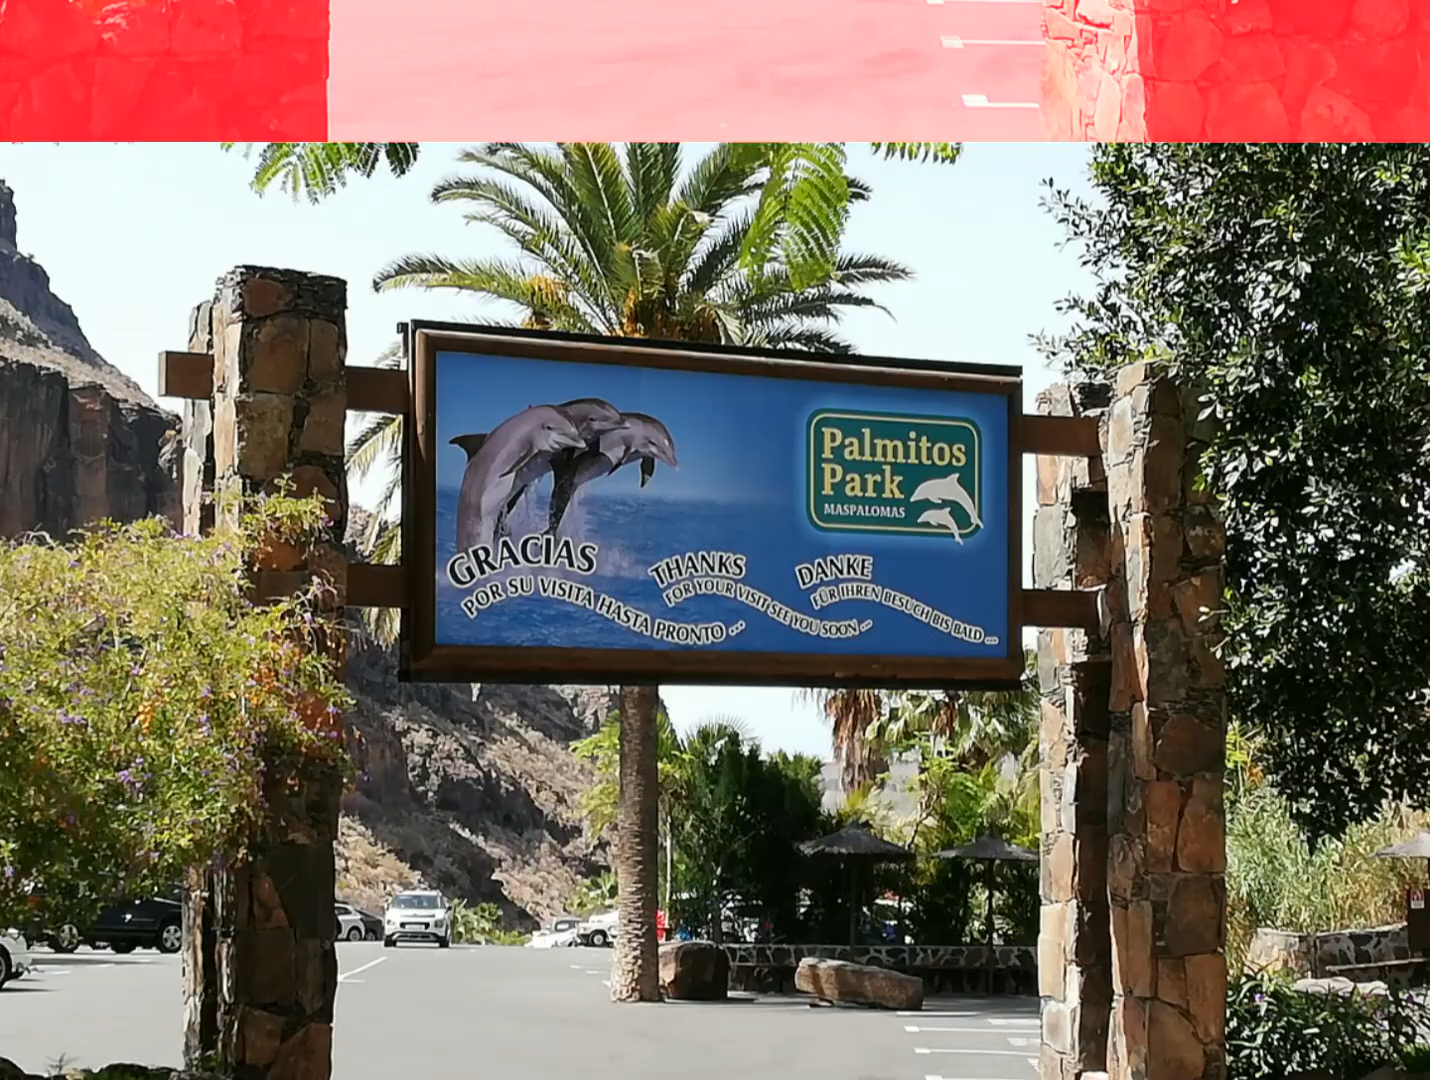 Palmitos
Park
MASPALOMAS
GRACIAS
POR SU VISITA HASTA PRONTO ...
THANKS
FOR YOUR VISIT SEE YOU SOON ...
DANKE
FÜR IHREN BESUCH BIS BALD ...